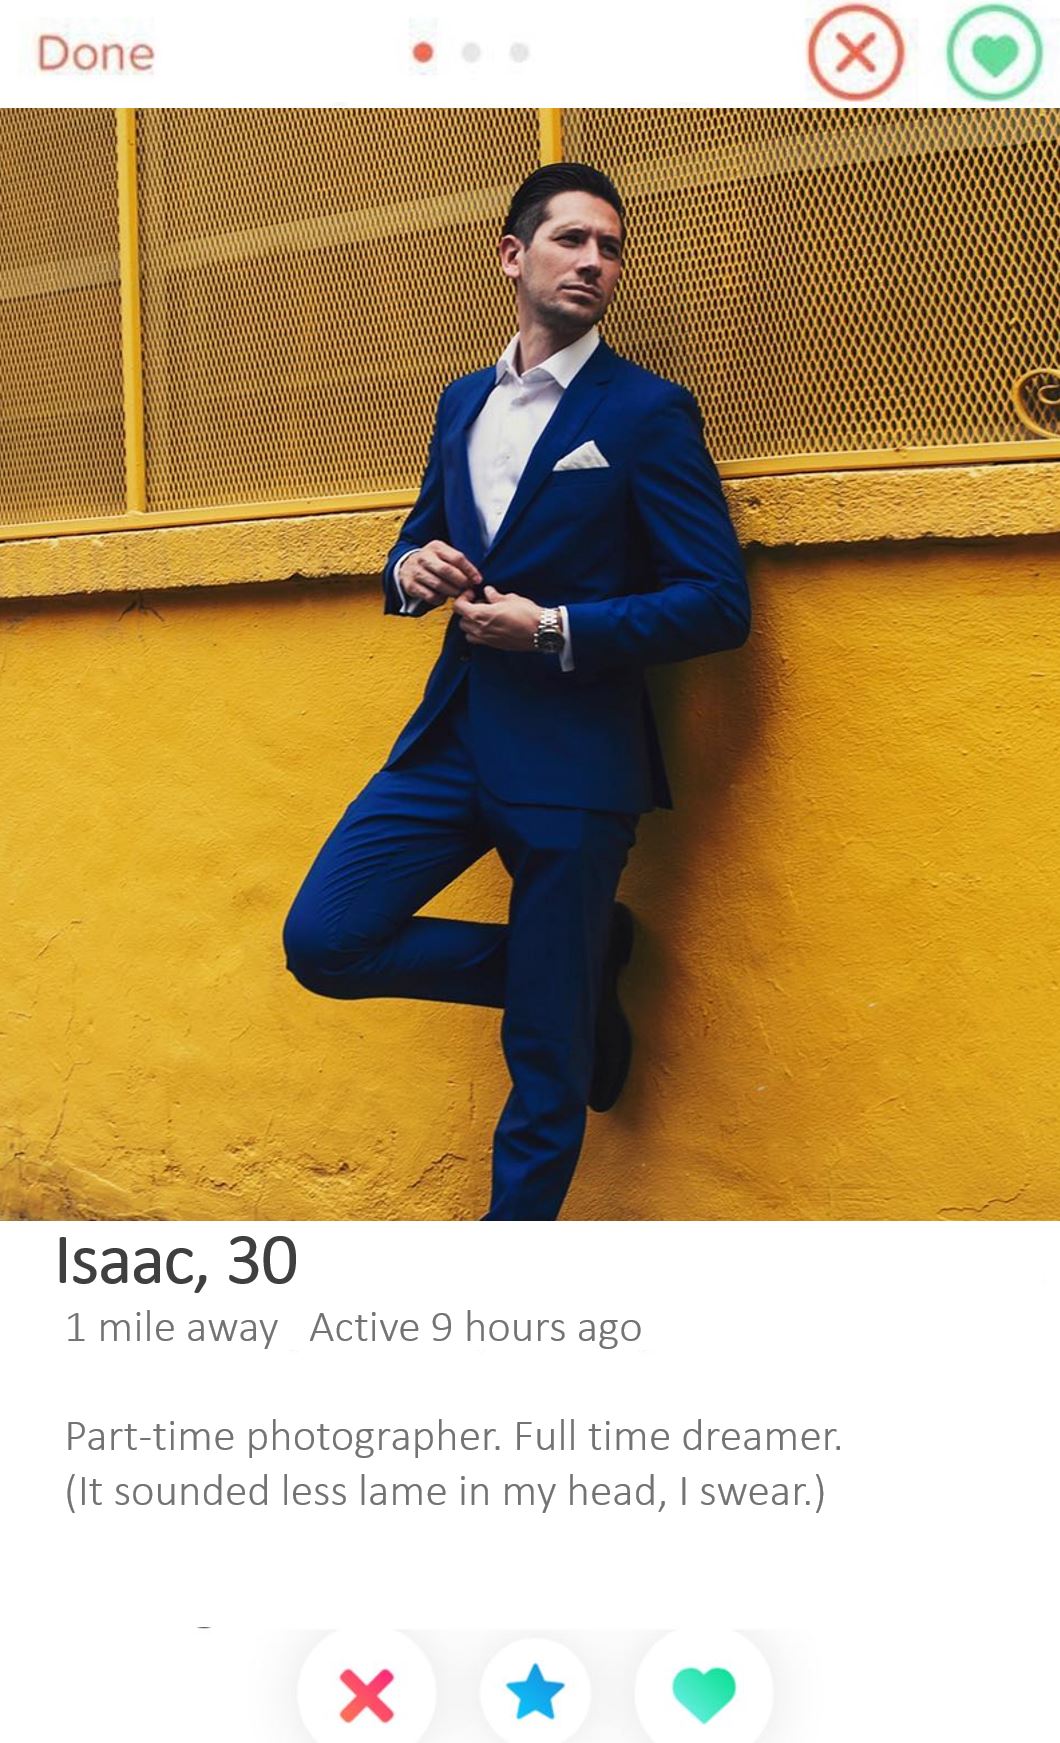 Done
Isaac, 30
1 mile away Active 9 hours ago
Part-time photographer. Full time dreamer.
(It sounded less lame in my head, I swear.)